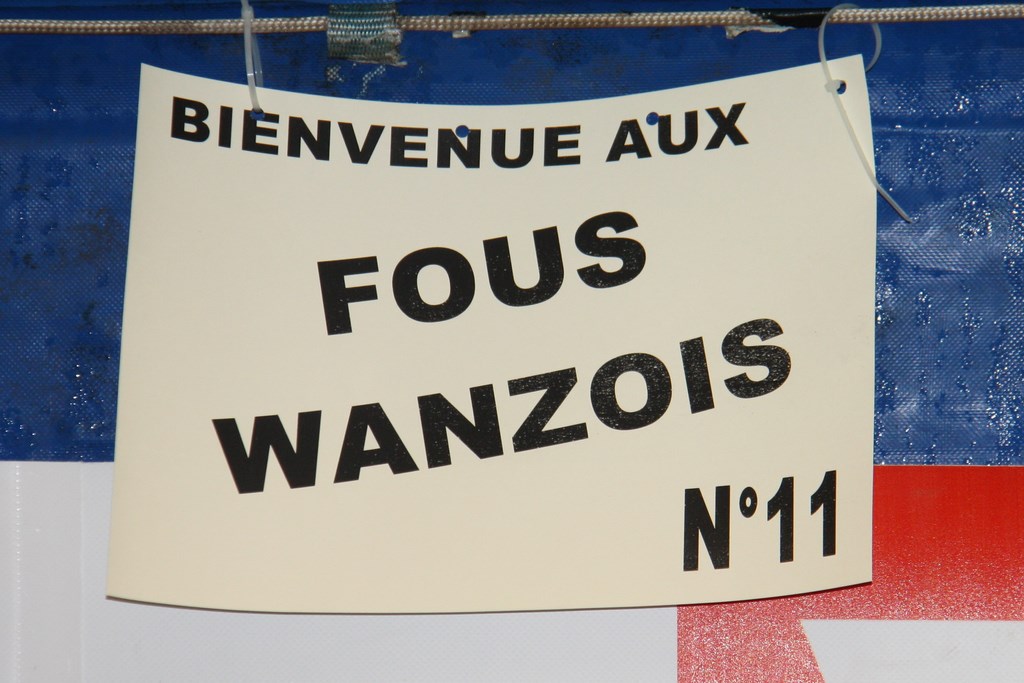 BIENVENUE AUX
FOUS
WANZOIS
N°11